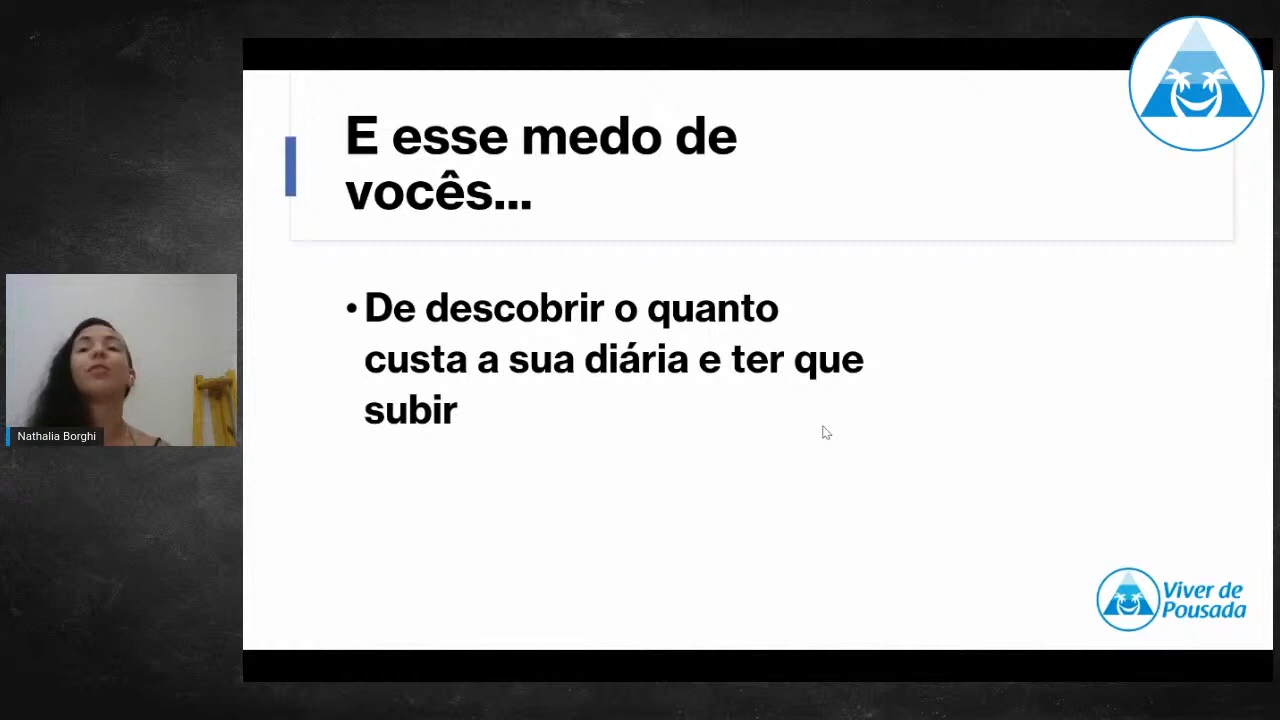 E esse medo de
vocês...
• De descobrir o quanto
custa a sua diária e ter que
subir
Nathalia Borghi
Viver de
Pousada